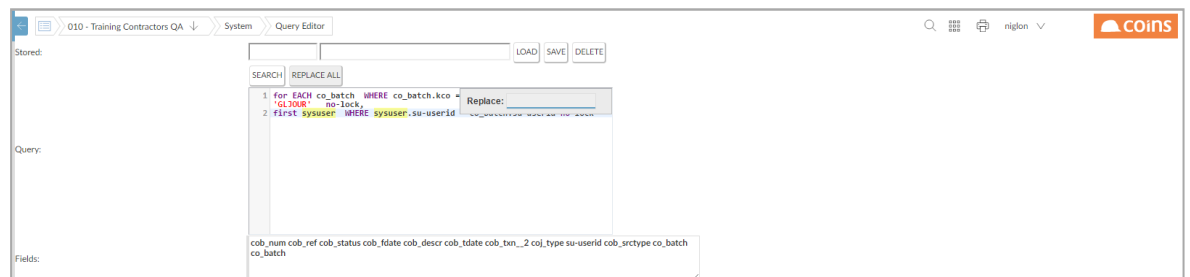 010 - Training Contractors QA System Query Editor niglon coins
Stored: LOAD SAVE DELETE
SEARCH REPLACE ALL
1 for EACH co_batch WHERE co_batch.kco = Replace:
'GLJOUR' no-lock,
2 first sysuser WHERE sysuser.su-userid
Query:
cob_num cob_ref cob_status cob_fdate cob_descr cob_tdate cob_txn__2 coj_type su-userid cob_srctype co_batch
co_batch
Fields: